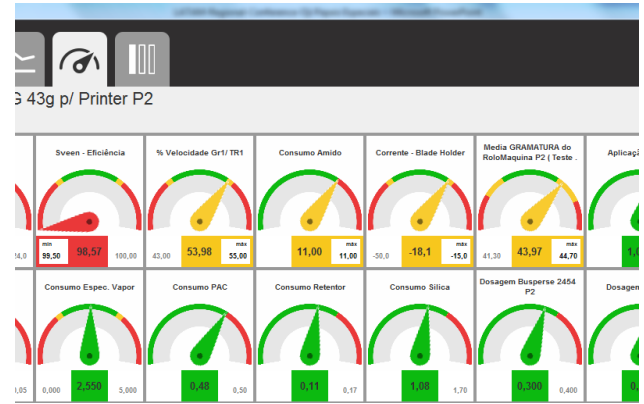 G 43g p/ Printer P2
Sveen - Eficiência
% Velocidade Gr1/ TR1
Consumo Amido
Corrente - Blade Holder
Media GRAMATURA do
RoloMaquina P2 ( Teste .
Aplicaçã
min
máx
máx
máx
máx
99,50 98,57 100,00
43,00 53,98 55,00
11,00 11,00
-50,0 -18,1 -15,0
41,30 43,97 44,70
Consumo Espec. Vapor
Consumo PAC
Consumo Retentor
Consumo Silica
Dosagem Busperse 2454
P2
Dosagem
0,05
0,000 2,550 5,000
0,48 0,50
0,11 0,17
1,08 1,70
0,300 0,400